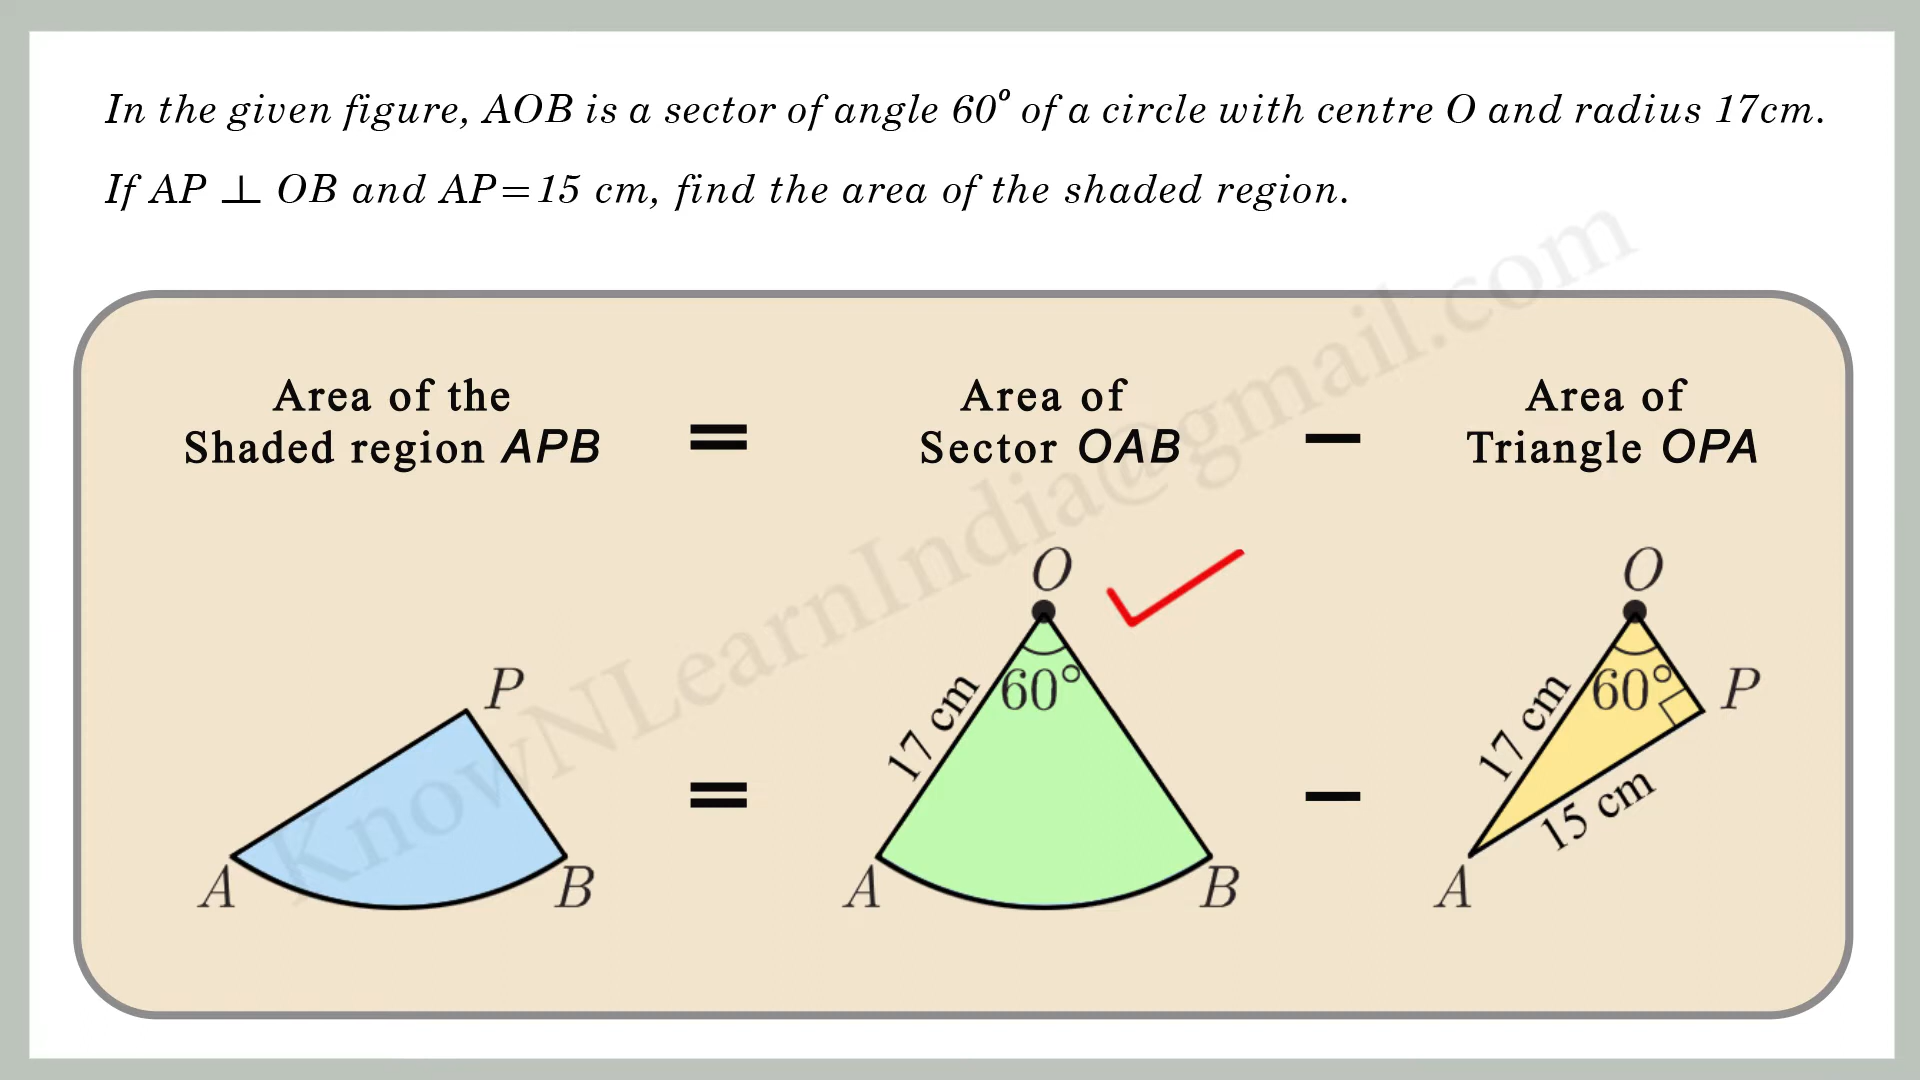 In the given figure, AOB is a sector of angle 60° of a circle with centre O and radius 17cm.
If AP ⊥ OB and AP=15 cm, find the area of the shaded region.
Area of the
Shaded region APB
=
Area of
Sector OAB
−
Area of
Triangle OPA
P
A
B
=
O
60°
17 cm
A
B
−
O
60°
P
17 cm
15 cm
A
KnowNLearnIndia@gmail.com